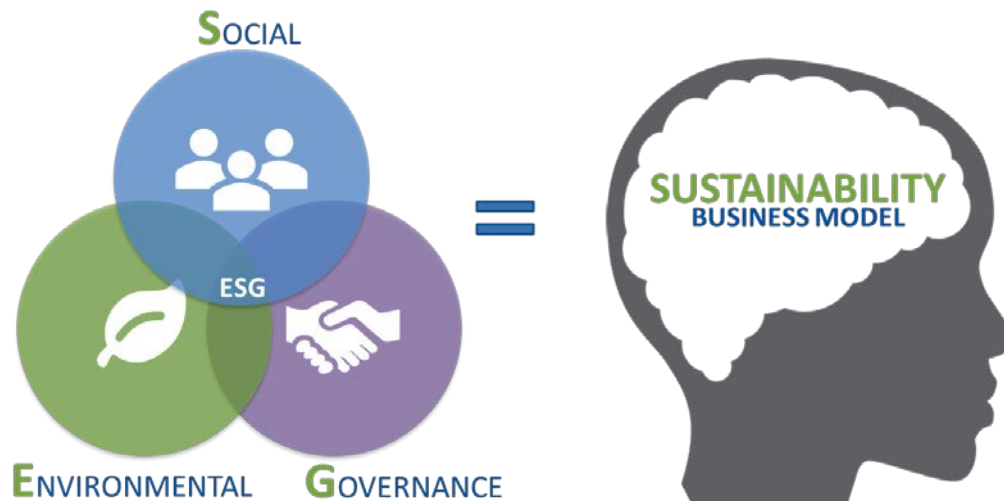 SOCIAL
ESG
ENVIRONMENTAL
GOVERNANCE
SUSTAINABILITY
BUSINESS MODEL